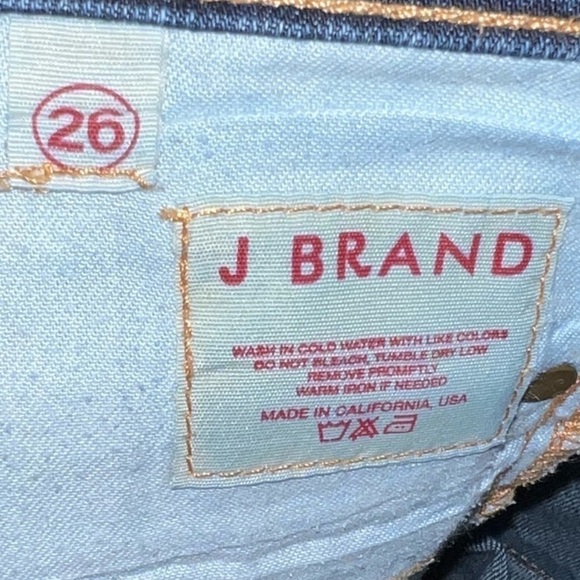 26
J BRAND
WASH IN COLD WATER WITH LIKE COLORS
DO NOT BLEACH, TUMBLE DRY LOW
REMOVE PROMPTLY
WARM IRON IF NEEDED
MADE IN CALIFORNIA, USA